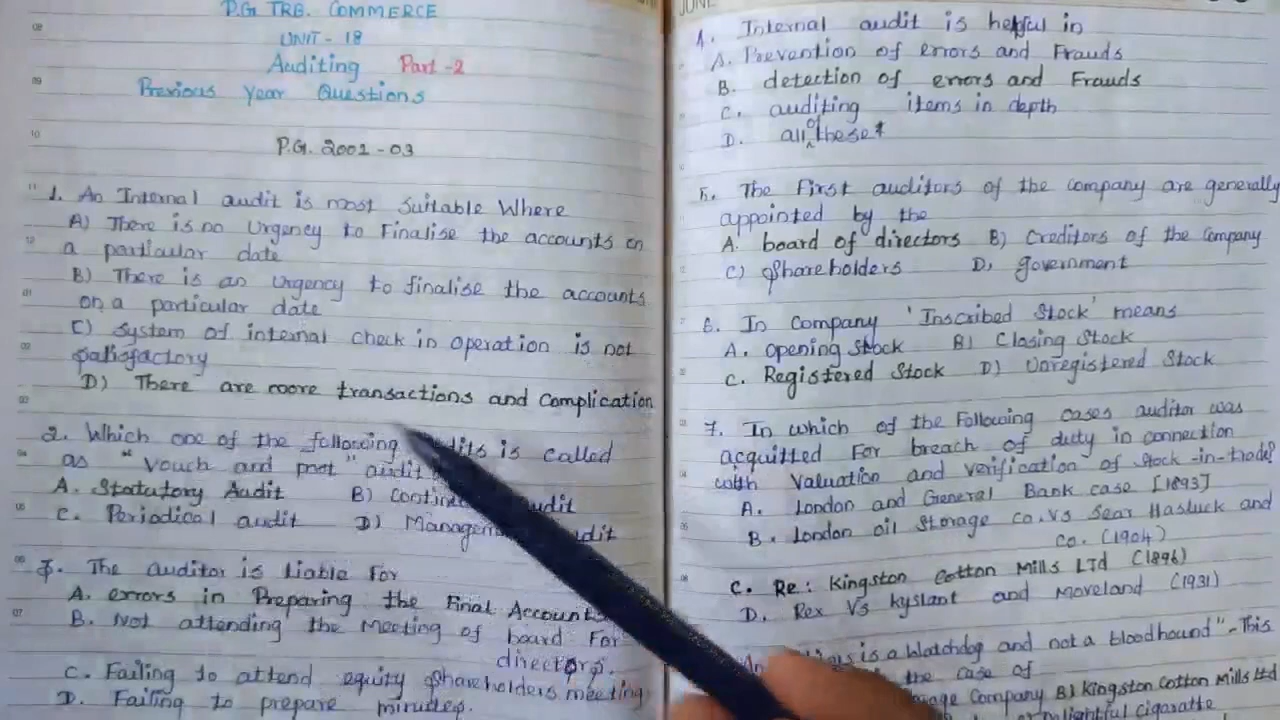 P.G TRB. COMMERCE
UNIT - 18
Auditing Part -2
Previous Year Questions
P.G. 2001 - 03
1. An Internal audit is most Suitable Where
A) There is no Urgency to Finalise the accounts on
a particular date
B) There is an Urgency to finalise the accounts
on a particular date
C) System of internal check in operation is not
Satisfactory
D) There are more transactions and Complication
2. Which one of the following is called
as "Vouch and post" audit
A. Statutory Audit B) audit
C. Periodical audit D)
3. The auditor is Liable For
A. errors in Preparing the Final Accounts
B. Not attending the Meeting of board For
directors.
C. Failing to attend equity Shareholders meeting
D. Failing to prepare minutes.
JUNE
4. Internal audit is helpful in
A. Prevention of errors and Frauds
B. detection of errors and Frauds
C. auditing items in depth
D. all of these *
5. The First auditors of the company are generally
appointed by the
A. board of directors B) Creditors of the Company
C) Shareholders D) government
6. In Company 'Inscribed Stock' means
A. Opening Stock B) Closing Stock
C. Registered Stock D) Unregistered Stock
7. In which of the Following cases auditor was
acquitted For breach of duty in connection
with Valuation and verification of Stock-in-trade?
A. London and General Bank case [1893]
B. London oil Storage Co. Vs Sear Hasluck and
Co. (1904)
C. Re: Kingston Cotton Mills LTD (1896)
D. Rex Vs kyslant and Moreland (1931)
is a Watchdog and not a bloodhound" - This
the case of
Company B) Kingston Cotton Mills Ltd
Cigaratte